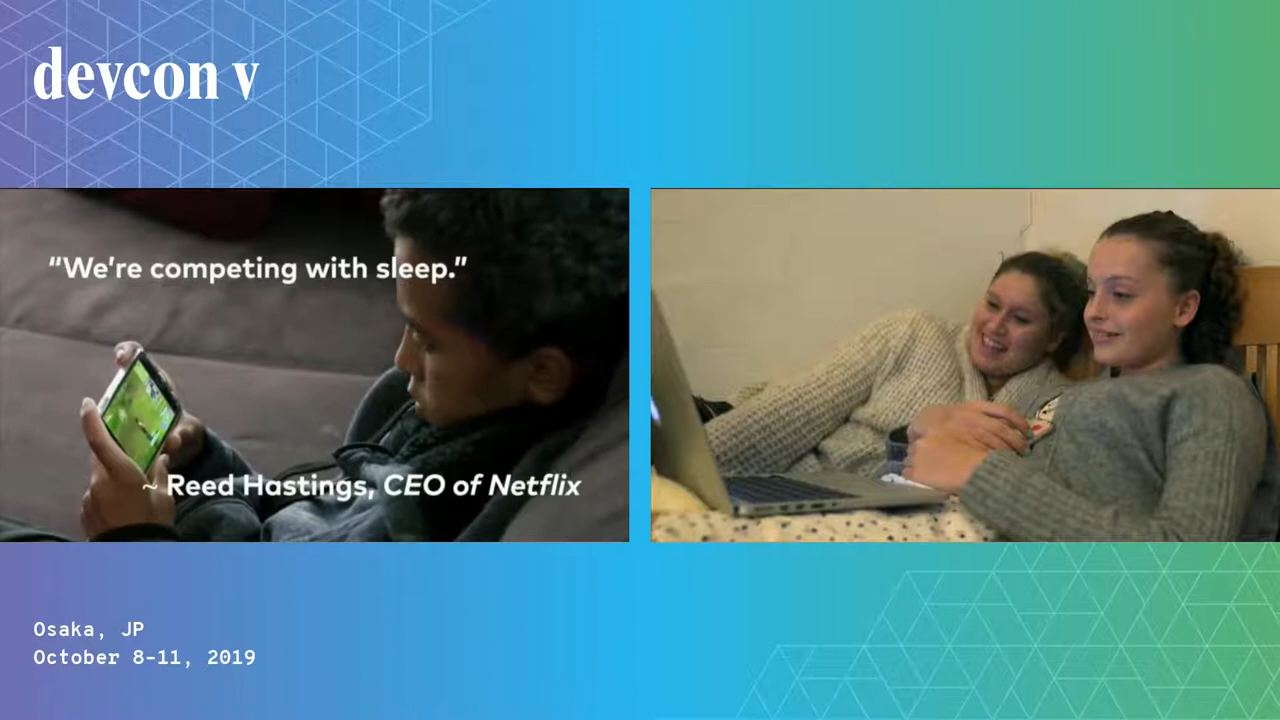 devcon v
“We’re competing with sleep.”
~ Reed Hastings, CEO of Netflix
Osaka, JP
October 8-11, 2019